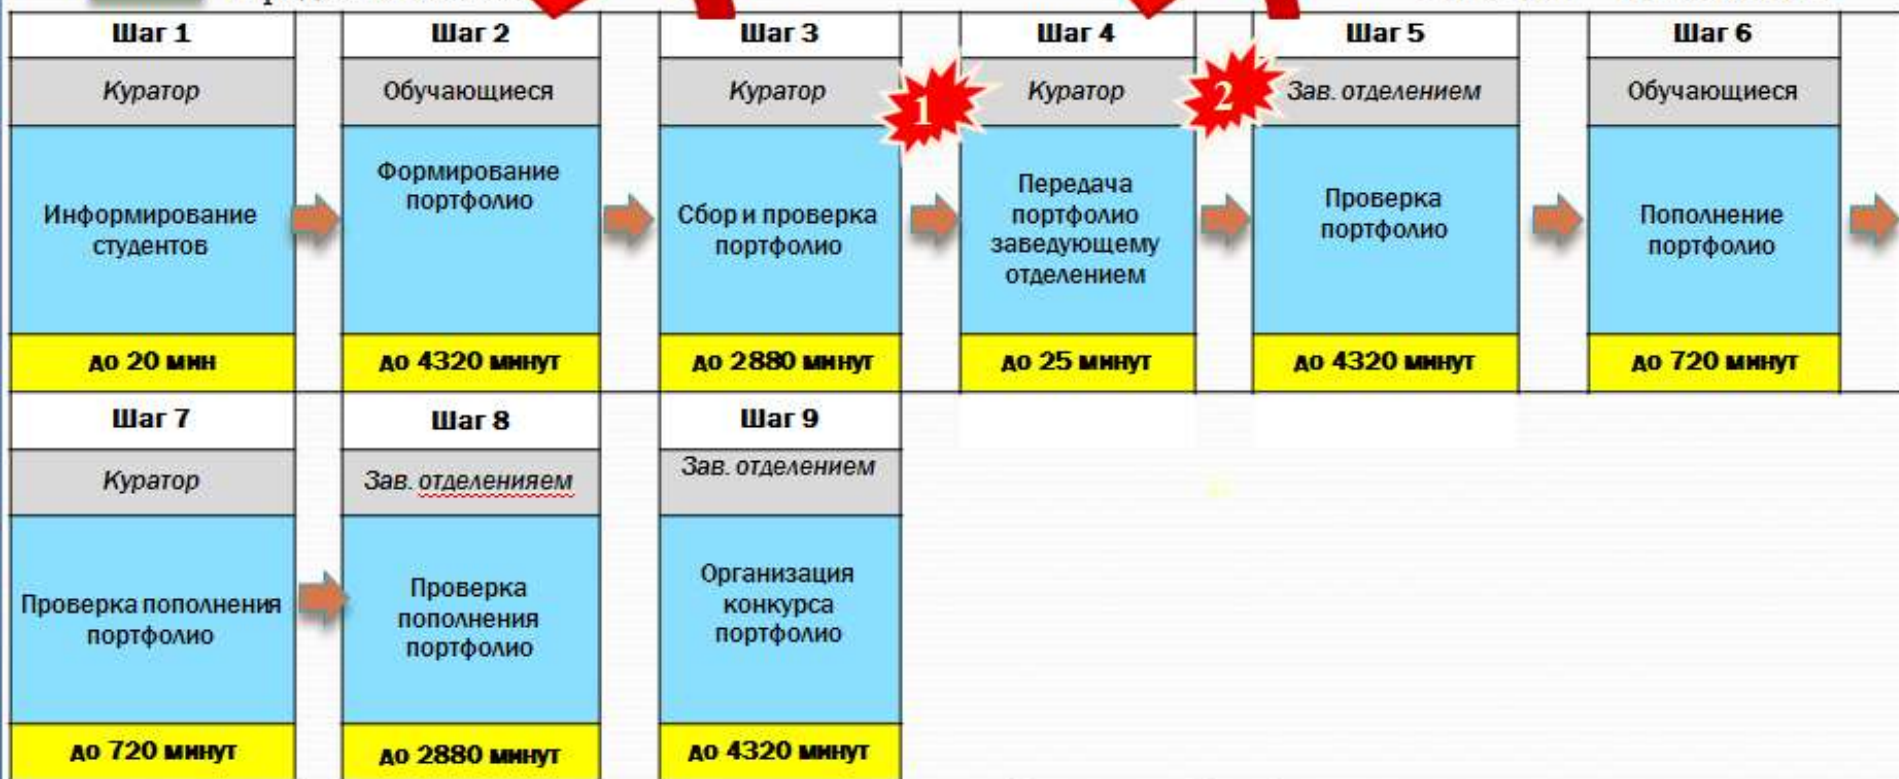 Шаг 1
Шаг 2
Шаг 3
Шаг 4
Шаг 5
Шаг 6
Куратор
Обучающиеся
Куратор
1
Куратор
2
Зав. отделением
Обучающиеся
Информирование
студентов
Формирование
портфолио
Сбор и проверка
портфолио
Передача
портфолио
заведующему
отделением
Проверка
портфолио
Пополнение
портфолио
до 20 мин
до 4320 минут
до 2880 минут
до 25 минут
до 4320 минут
до 720 минут
Шаг 7
Шаг 8
Шаг 9
Куратор
Зав. отделенияем
Зав. отделением
Проверка пополнения
портфолио
Проверка
пополнения
портфолио
Организация
конкурса
портфолио
до 720 минут
до 2880 минут
до 4320 минут